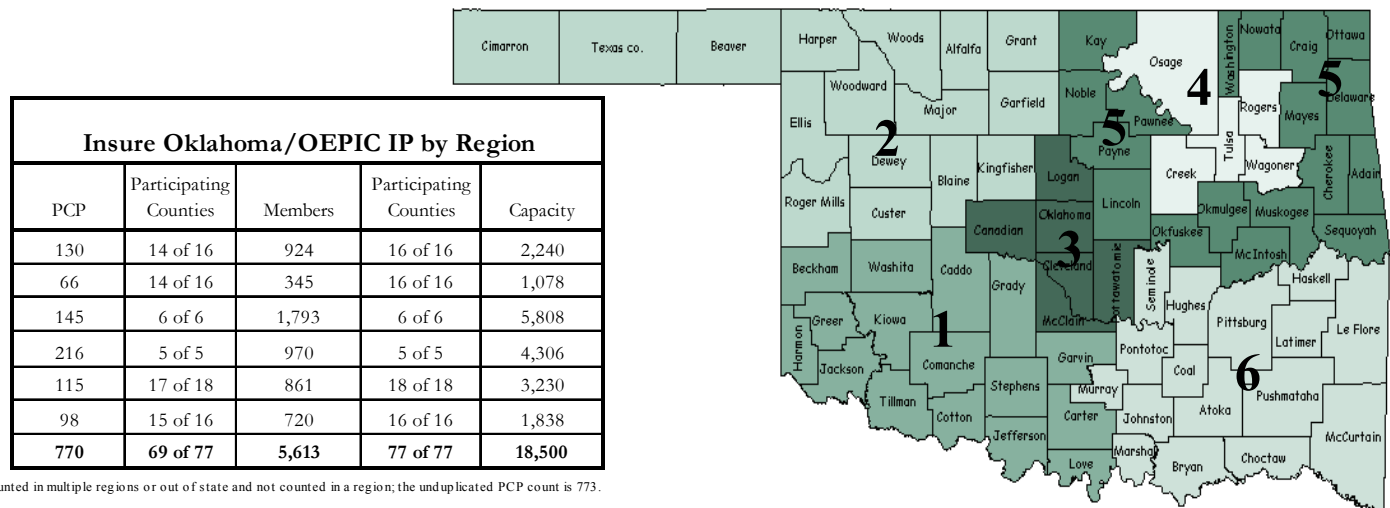 Insure Oklahoma/OEPIC IP by Region
PCP Participating Counties Members Participating Counties Capacity
130 14 of 16 924 16 of 16 2,240
66 14 of 16 345 16 of 16 1,078
145 6 of 6 1,793 6 of 6 5,808
216 5 of 5 970 5 of 5 4,306
115 17 of 18 861 18 of 18 3,230
98 15 of 16 720 16 of 16 1,838
770 69 of 77 5,613 77 of 77 18,500
unted in multiple regions or out of state and not counted in a region; the unduplicated PCP count is 773.
Cimarron
Texas co.
Beaver
Harper
Woods
Alfalfa
Grant
Kay
Osage
Washington
Nowata
Craig
Ottawa
Woodward
Ellis
Major
Garfield
Noble
Pawnee
Rogers
Mayes
Delaware
4
5
5
2
Dewey
Blaine
Kingfisher
Logan
Payne
Creek
Tulsa
Wagoner
Cherokee
Adair
Roger Mills
Custer
Canadian
Oklahoma
Lincoln
Okmulgee
Muskogee
Okfuskee
Sequoyah
3
Beckham
Washita
Caddo
Grady
Cleveland
Pottawatomie
Seminole
McIntosh
Haskell
Hughes
Pittsburg
Le Flore
Latimer
Harmon
Greer
Kiowa
1
McClain
Jackson
Comanche
Garvin
Pontotoc
Coal
6
Tillman
Cotton
Stephens
Murray
Carter
Johnston
Atoka
Pushmataha
McCurtain
Jefferson
Love
Marshal
Bryan
Choctaw